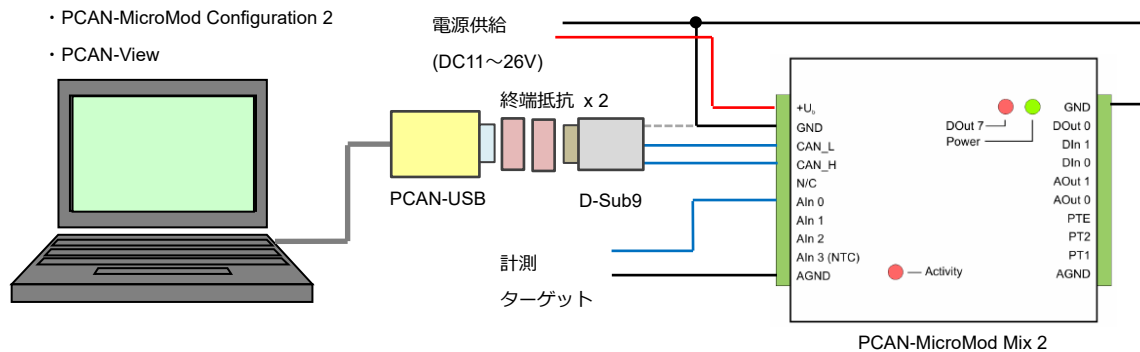 ・PCAN-MicroMod Configuration 2
・PCAN-View
電源供給
(DC11～26V)
終端抵抗 x 2
PCAN-USB
D-Sub9
計測
ターゲット
+Ub
GND
CAN_L
CAN_H
N/C
AIn 0
AIn 1
AIn 2
AIn 3 (NTC)
AGND
DOut 7
Power
Activity
GND
DOut 0
DIn 1
DIn 0
AOut 1
AOut 0
PTE
PT2
PT1
AGND
PCAN-MicroMod Mix 2